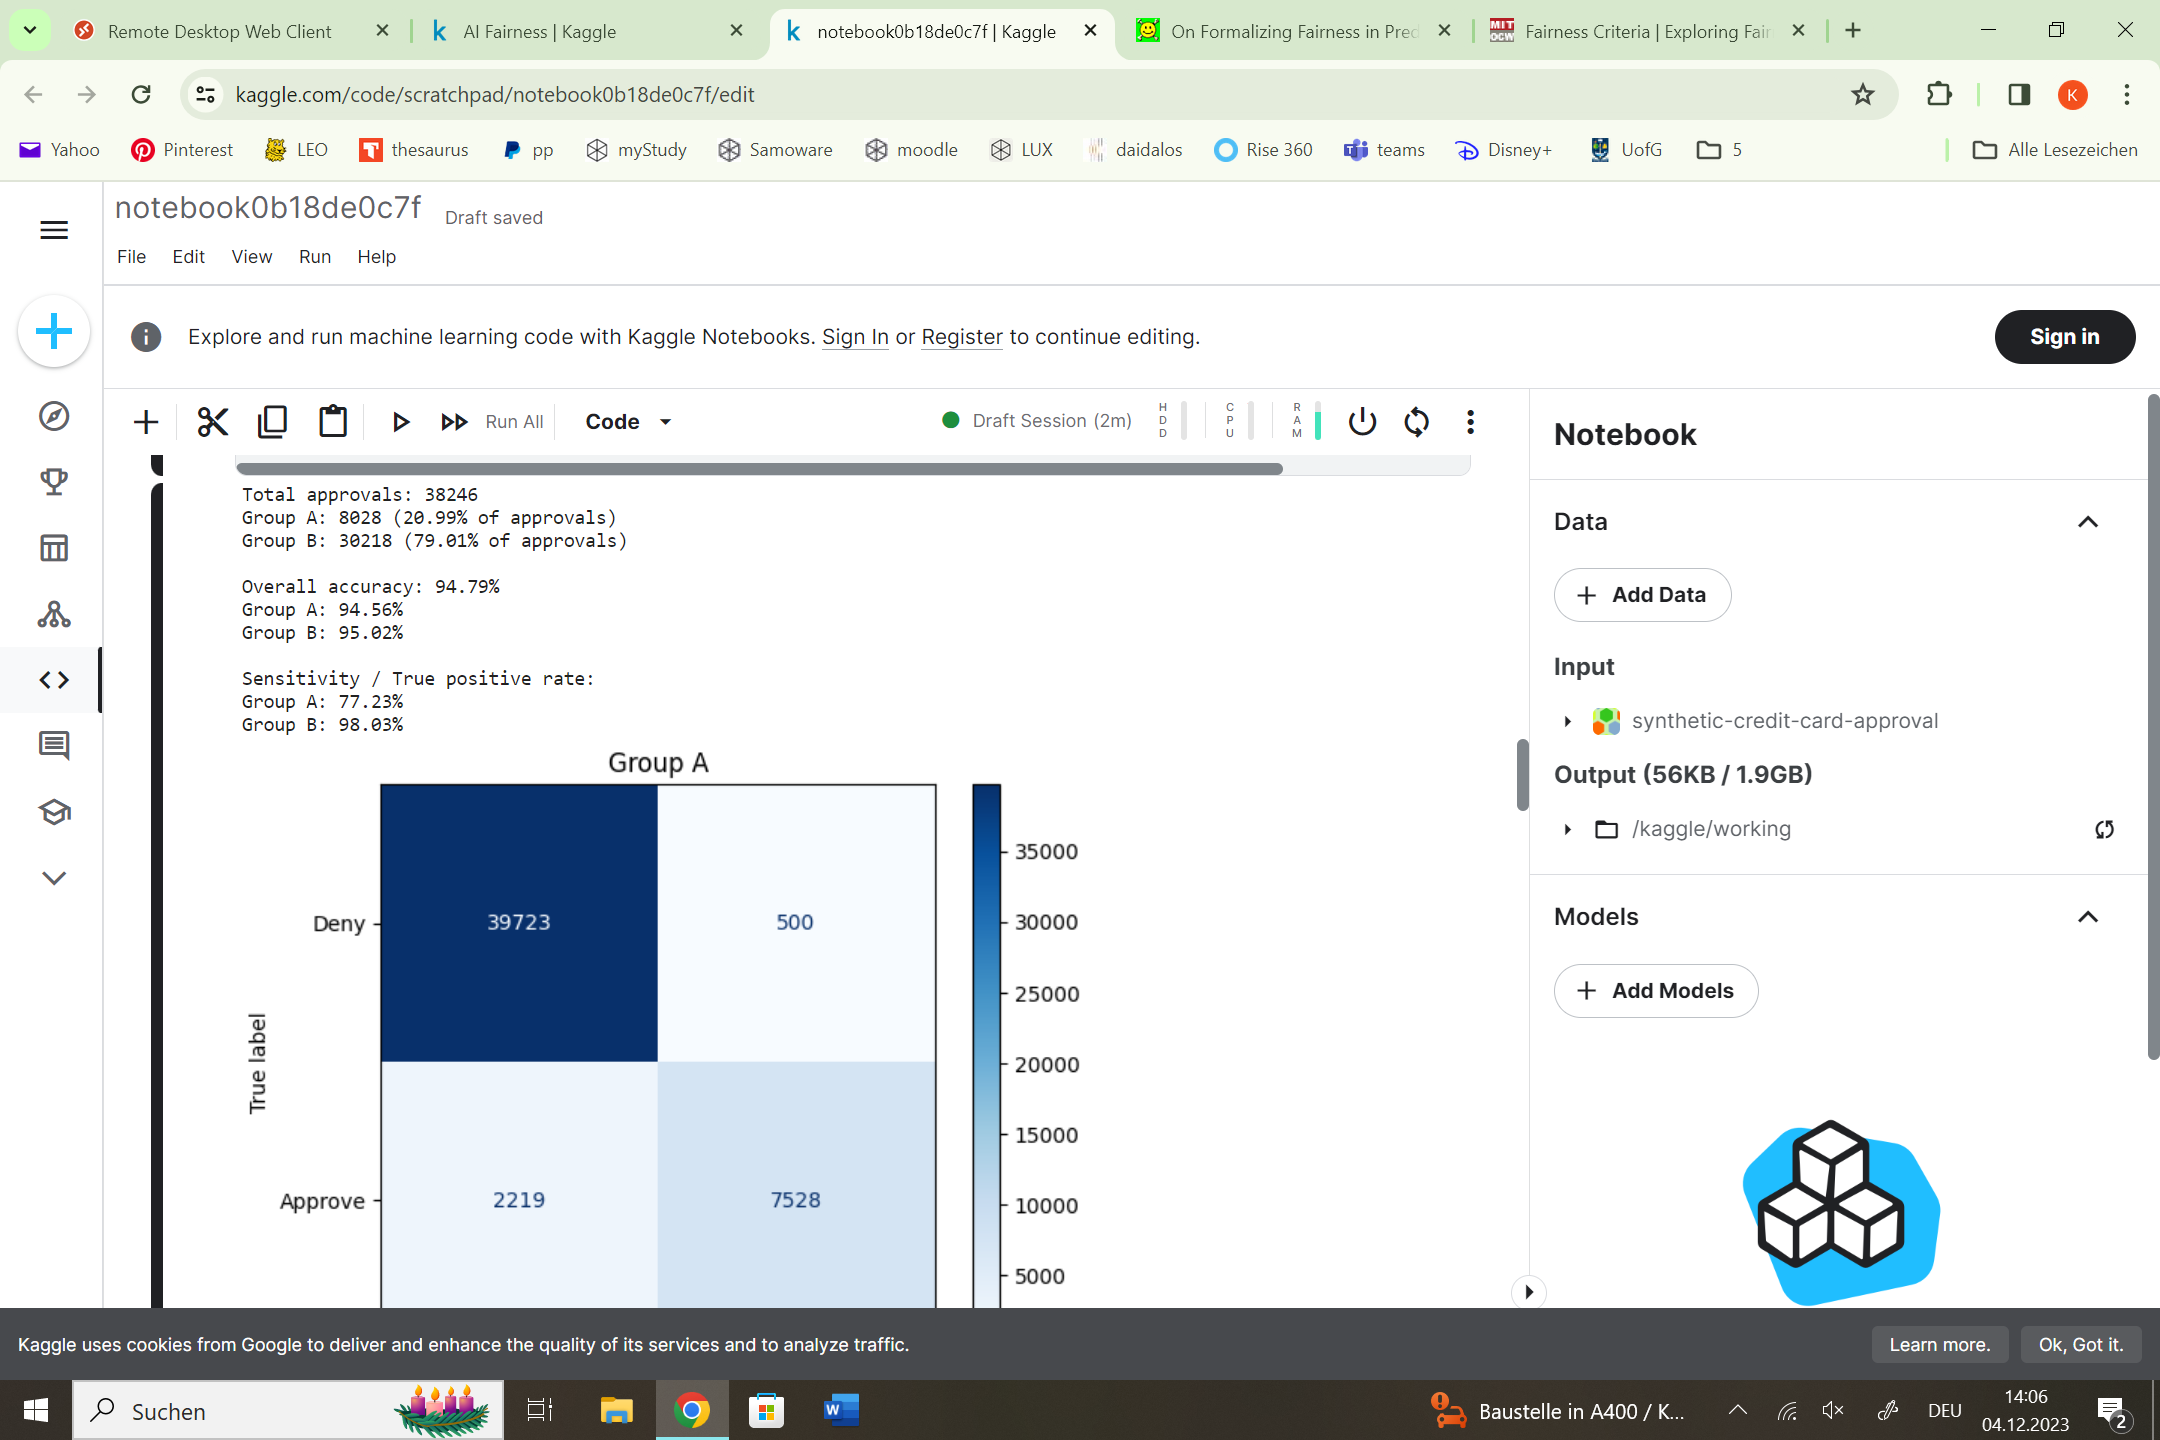 Remote Desktop Web Client
AI Fairness | Kaggle
notebook0b18de0c7f | Kaggle
On Formalizing Fairness in Pred
Fairness Criteria | Exploring Fair
kaggle.com/code/scratchpad/notebook0b18de0c7f/edit
K
Yahoo
Pinterest
LEO
thesaurus
pp
myStudy
Samoware
moodle
LUX
daidalos
Rise 360
teams
Disney+
UofG
5
Alle Lesezeichen
notebook0b18de0c7f
Draft saved
File Edit View Run Help
Explore and run machine learning code with Kaggle Notebooks. Sign In or Register to continue editing.
Sign in
Run All
Code
Draft Session (2m)
HDD
CPU
RAM
Notebook
Total approvals: 38246
Group A: 8028 (20.99% of approvals)
Group B: 30218 (79.01% of approvals)
Overall accuracy: 94.79%
Group A: 94.56%
Group B: 95.02%
Sensitivity / True positive rate:
Group A: 77.23%
Group B: 98.03%
Group A
True label
Deny
39723
500
Approve
2219
7528
35000
30000
25000
20000
15000
10000
5000
Data
Add Data
Input
synthetic-credit-card-approval
Output (56KB / 1.9GB)
/kaggle/working
Models
Add Models
Kaggle uses cookies from Google to deliver and enhance the quality of its services and to analyze traffic.
Learn more.
Ok, Got it.
Suchen
W
Baustelle in A400 / K...
DEU
14:06
04.12.2023
2